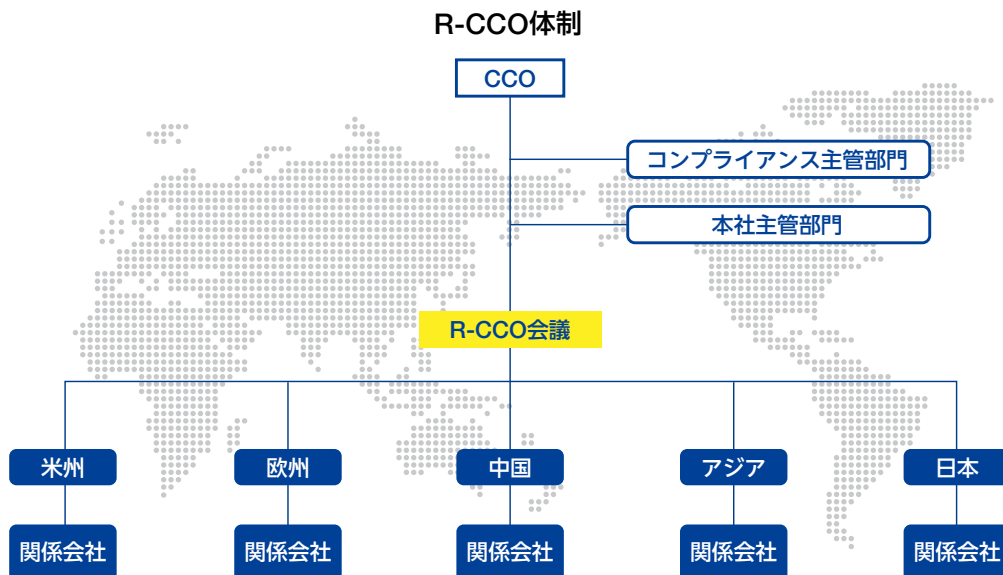 R-CCO体制
CCO
コンプライアンス主管部門
本社主管部門
R-CCO会議
米州
欧州
中国
アジア
日本
関係会社
関係会社
関係会社
関係会社
関係会社